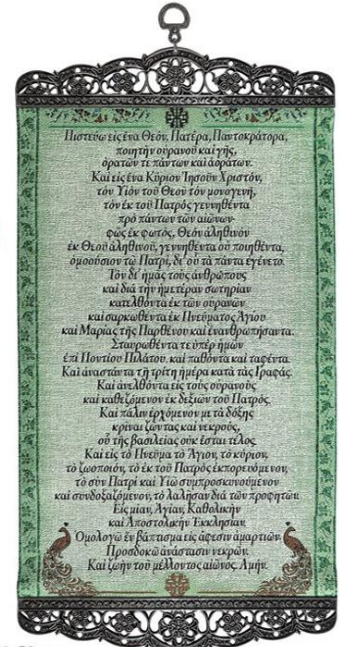 Πιστεύω εἰς ἕνα Θεόν, Πατέρα, Παντοκράτορα,
ποιητὴν οὐρανοῦ καὶ γῆς,
ὁρατῶν τε πάντων καὶ ἀοράτων.
Καὶ εἰς ἕνα Κύριον Ἰησοῦν Χριστόν,
τὸν Υἱὸν τοῦ Θεοῦ τὸν μονογενῆ,
τὸν ἐκ τοῦ Πατρὸς γεννηθέντα
πρὸ πάντων τῶν αἰώνων·
φῶς ἐκ φωτός, Θεὸν ἀληθινὸν
ἐκ Θεοῦ ἀληθινοῦ, γεννηθέντα οὐ ποιηθέντα,
ὁμοούσιον τῷ Πατρί, δι' οὗ τὰ πάντα ἐγένετο.
Τὸν δι' ἡμᾶς τοὺς ἀνθρώπους
καὶ διὰ τὴν ἡμετέραν σωτηρίαν
κατελθόντα ἐκ τῶν οὐρανῶν
καὶ σαρκωθέντα ἐκ Πνεύματος Ἁγίου
καὶ Μαρίας τῆς Παρθένου καὶ ἐνανθρωπήσαντα.
Σταυρωθέντα τε ὑπὲρ ἡμῶν
ἐπὶ Ποντίου Πιλάτου, καὶ παθόντα καὶ ταφέντα.
Καὶ ἀναστάντα τῇ τρίτῃ ἡμέρᾳ κατὰ τὰς Γραφάς.
Καὶ ἀνελθόντα εἰς τοὺς οὐρανοὺς
καὶ καθεζόμενον ἐκ δεξιῶν τοῦ Πατρός.
Καὶ πάλιν ἐρχόμενον μετὰ δόξης
κρῖναι ζῶντας καὶ νεκρούς,
οὗ τῆς βασιλείας οὐκ ἔσται τέλος.
Καὶ εἰς τὸ Πνεῦμα τὸ Ἅγιον, τὸ κύριον,
τὸ ζωοποιόν, τὸ ἐκ τοῦ Πατρὸς ἐκπορευόμενον,
τὸ σὺν Πατρὶ καὶ Υἱῷ συμπροσκυνούμενον
καὶ συνδοξαζόμενον, τὸ λαλῆσαν διὰ τῶν προφητῶν.
Εἰς μίαν, Ἁγίαν, Καθολικὴν
καὶ Ἀποστολικὴν Ἐκκλησίαν.
Ὁμολογῶ ἓν βάπτισμα εἰς ἄφεσιν ἁμαρτιῶν.
Προσδοκῶ ἀνάστασιν νεκρῶν.
Καὶ ζωὴν τοῦ μέλλοντος αἰῶνος. Ἀμήν.